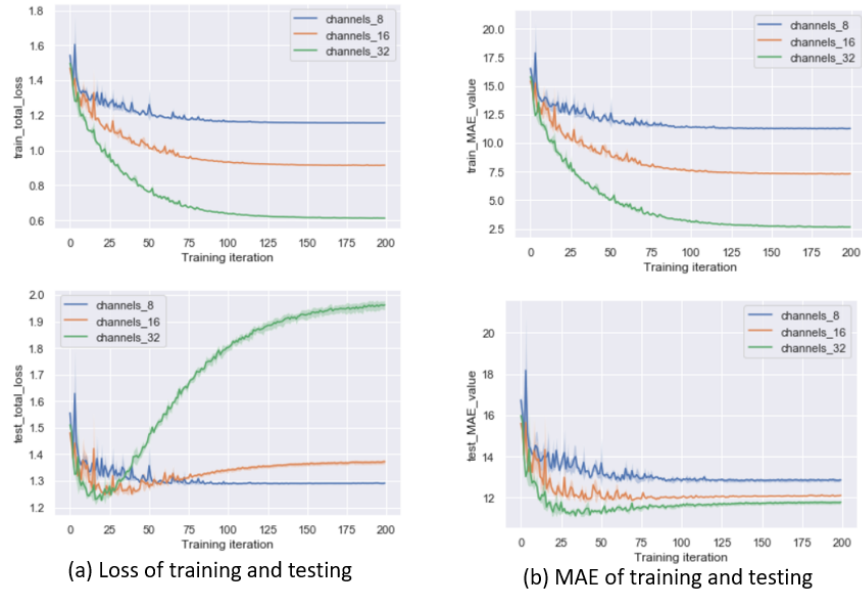 1.8
1.6
1.4
1.2
1.0
0.8
0.6
train_total_loss
channels_8
channels_16
channels_32
0 25 50 75 100 125 150 175 200
Training iteration
20.0
17.5
15.0
12.5
10.0
7.5
5.0
2.5
train_MAE_value
channels_8
channels_16
channels_32
0 25 50 75 100 125 150 175 200
Training iteration
2.0
1.9
1.8
1.7
1.6
1.5
1.4
1.3
1.2
test_total_loss
channels_8
channels_16
channels_32
0 25 50 75 100 125 150 175 200
Training iteration
(a) Loss of training and testing
20
18
16
14
12
test_MAE_value
channels_8
channels_16
channels_32
0 25 50 75 100 125 150 175 200
Training iteration
(b) MAE of training and testing